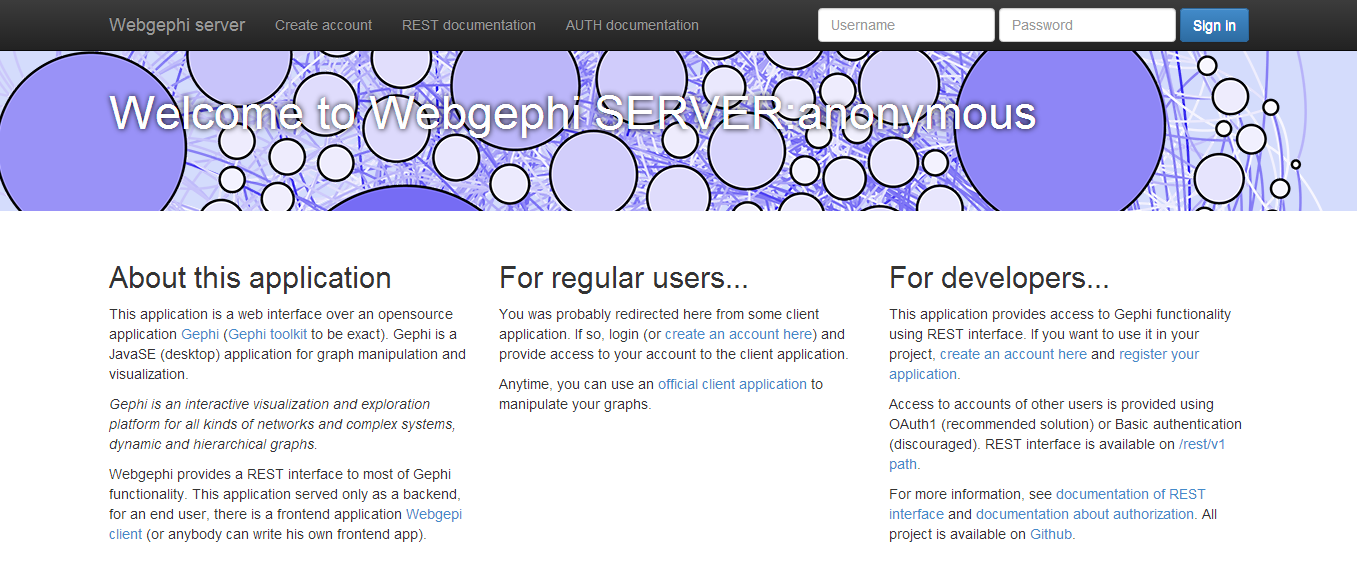 Webgephi server Create account REST documentation AUTH documentation Username Password Sign in
Welcome to Webgephi SERVER:anonymous
About this application
This application is a web interface over an opensource
application Gephi (Gephi toolkit to be exact). Gephi is a
JavaSE (desktop) application for graph manipulation and
visualization.
Gephi is an interactive visualization and exploration
platform for all kinds of networks and complex systems,
dynamic and hierarchical graphs.
Webgephi provides a REST interface to most of Gephi
functionality. This application served only as a backend,
for an end user, there is a frontend application Webgepi
client (or anybody can write his own frontend app).
For regular users...
You was probably redirected here from some client
application. If so, login (or create an account here) and
provide access to your account to the client application.
Anytime, you can use an official client application to
manipulate your graphs.
For developers...
This application provides access to Gephi functionality
using REST interface. If you want to use it in your
project, create an account here and register your
application.
Access to accounts of other users is provided using
OAuth1 (recommended solution) or Basic authentication
(discouraged). REST interface is available on /rest/v1
path.
For more information, see documentation of REST
interface and documentation about authorization. All
project is available on Github.